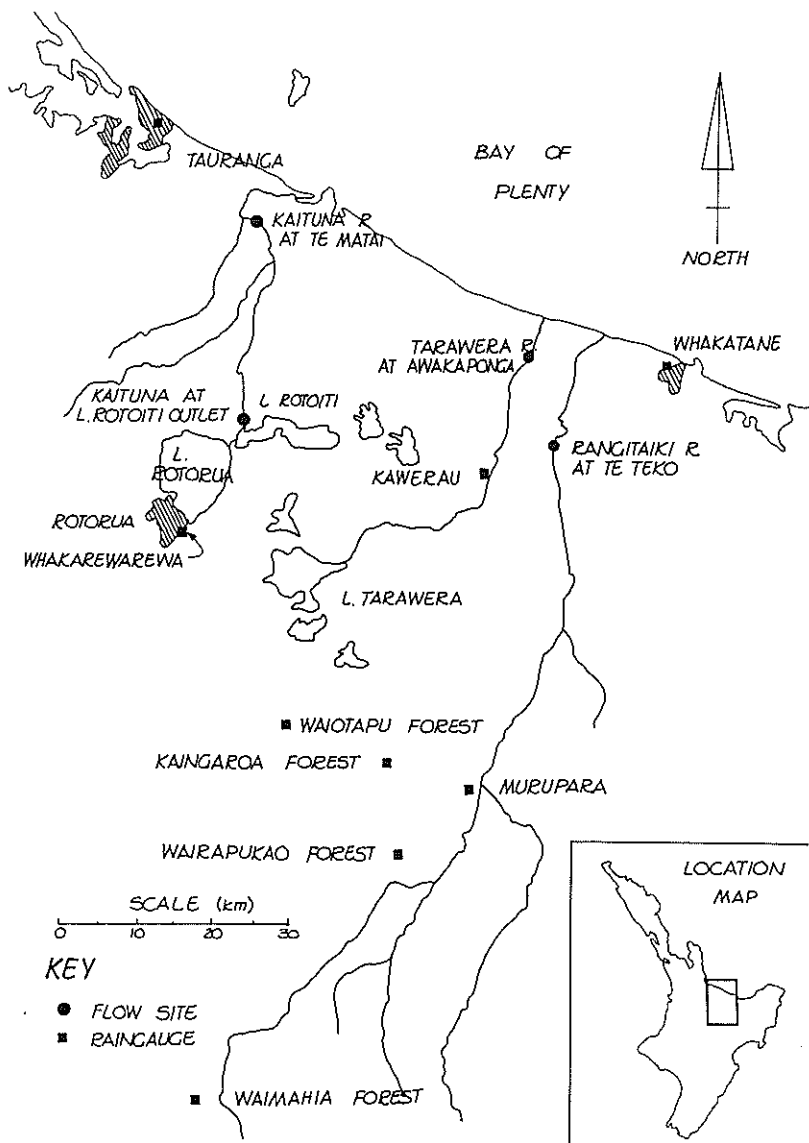 TAURANGA
BAY OF
PLENTY
KAITUNA R
AT TE MATAI
NORTH
TARAWERA R.
AT AWAKAPONGA
WHAKATANE
KAITUNA AT
L.ROTOITI OUTLET
L ROTOITI
L.
ROTORUA
KAWERAU
RANGITAIKI R
AT TE TEKO
ROTORUA
WHAKAREWAREWA
L. TARAWERA
WAIOTAPU FOREST
KAINGAROA FOREST
MURUPARA
WAIRAPUKAO FOREST
LOCATION
MAP
SCALE (km)
0 10 20 30
KEY
FLOW SITE
RAINGAUGE
WAIMAHIA FOREST